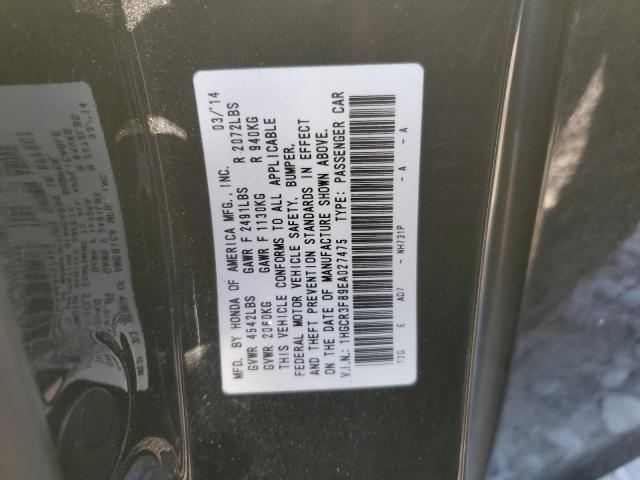 MFD. BY HONDA OF AMERICA MFG., INC. 03/'14
GVWR 4542LBS GAWR F 2491LBS R 2072LBS
GVWR 2060KG GAWR F 1130KG R 940KG
THIS VEHICLE CONFORMS TO ALL APPLICABLE
FEDERAL MOTOR VEHICLE SAFETY, BUMPER,
AND THEFT PREVENTION STANDARDS IN EFFECT
ON THE DATE OF MANUFACTURE SHOWN ABOVE.
V.I.N.: 1HGCR3F89EA027475 TYPE: PASSENGER CAR
T2G E AO7 - NH731P - A - A